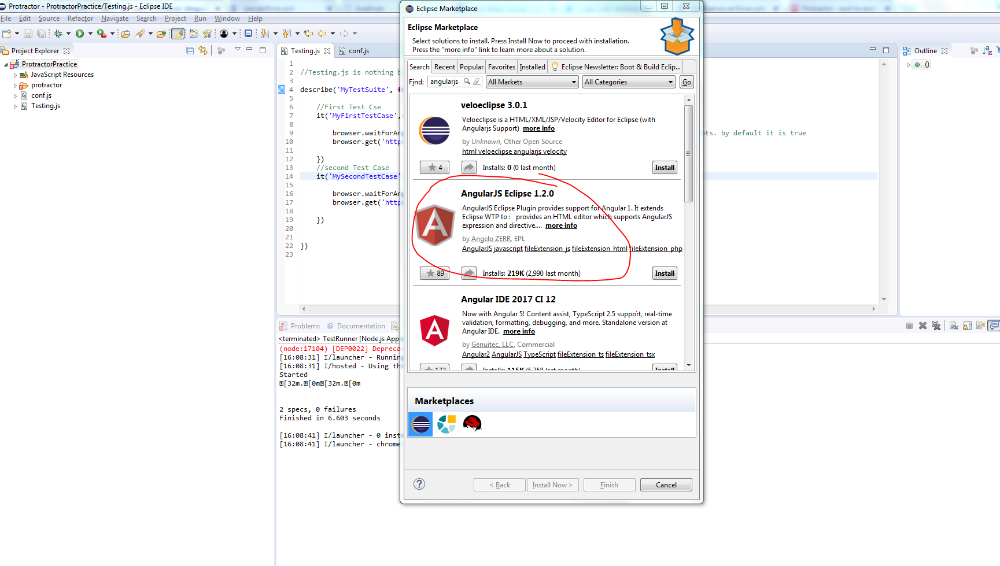 Protractor - ProtractorPractice/Testing.js - Eclipse IDE
File Edit Source Refactor Navigate Search Project Run Window Help
Project Explorer
ProtractorPractice
JavaScript Resources
protractor
conf.js
Testing.js
Testing.js
conf.js
1
2 //Testing.js is nothing b
3
4 describe('MyTestSuite', f
5
6 //First Test Cse
7 it('MyFirstTestCase',
8
9 browser.waitForAn ts. by default it is true
10 browser.get('http
11
12 })
13 //second Test Case
14 it('MySecondTestCase'
15
16 browser.waitForAn
17 browser.get('http
18
19 })
20
21
22 })
23
Outline
()
Problems @ Documentation
<terminated> TestRunner [Node.js App
(node:17104) [DEP0022] Depreca
[16:08:31] I/launcher - Runnin
[16:08:31] I/hosted - Using th
Started
[32m.[0m[32m.[0m
2 specs, 0 failures
Finished in 6.603 seconds
[16:08:41] I/launcher - 0 inst
[16:08:41] I/launcher - chrome
Eclipse Marketplace
Eclipse Marketplace
Select solutions to install. Press Install Now to proceed with installation.
Press the "more info" link to learn more about a solution.
Search Recent Popular Favorites Installed Eclipse Newsletter: Boot & Build Eclip...
Find: angularjs All Markets All Categories Go
veloeclipse 3.0.1
Veloeclipse is a HTML/XML/JSP/Velocity Editor for Eclipse (with
Angularjs Support) more info
by Unknown, Other Open Source
html veloeclipse angularjs velocity
4 Installs: 0 (0 last month) Install
AngularJS Eclipse 1.2.0
AngularJS Eclipse Plugin provides support for Angular 1. It extends
Eclipse WTP to : provides an HTML editor which supports AngularJS
expression and directive.... more info
by Angelo ZERR, EPL
AngularJS javascript fileExtension_js fileExtension_html fileExtension_php
89 Installs: 219K (2,990 last month) Install
Angular IDE 2017 CI 12
Now with Angular 5! Content assist, TypeScript 2.5 support, real-time
validation, formatting, debugging, and more. Standalone version at
Angular IDE. more info
by Genuitec, LLC, Commercial
Angular2 AngularJS TypeScript fileExtension_ts fileExtension_tsx
173 Installs: 115K (5,758 last month) Install
Marketplaces
? < Back Install Now > Finish Cancel